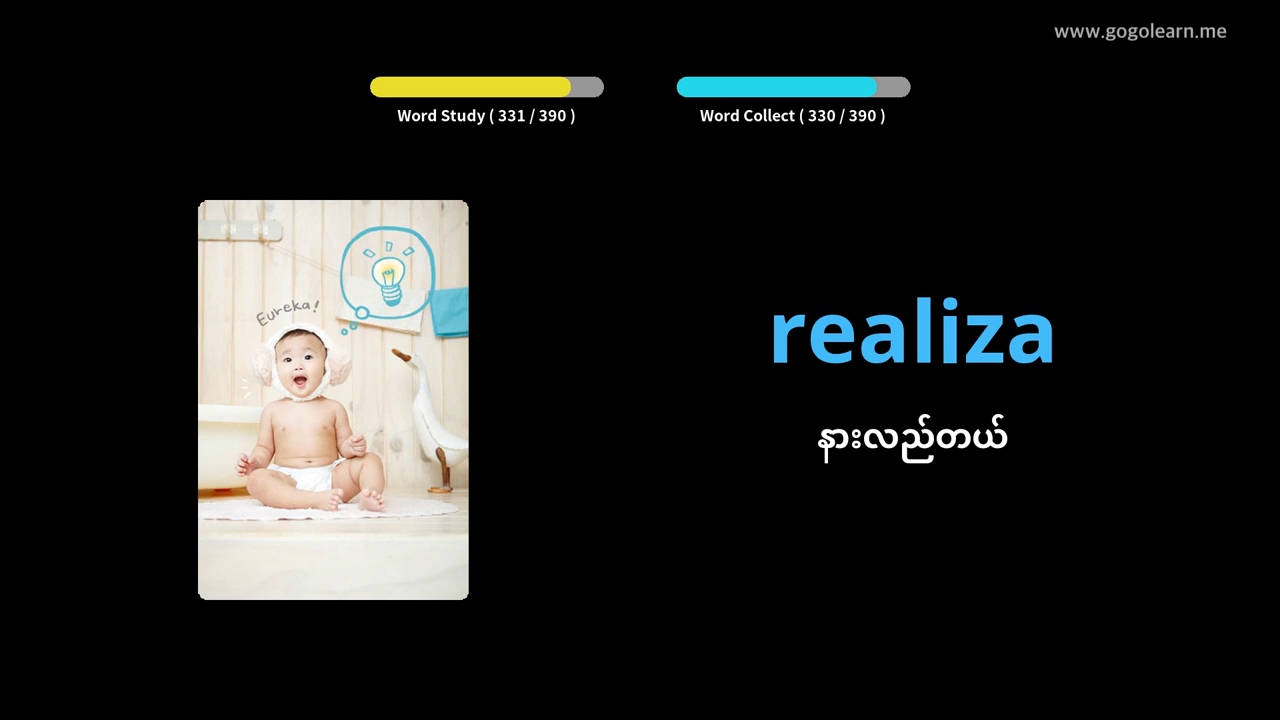 www.gogolearn.me
Word Study ( 331 / 390 )
Word Collect ( 330 / 390 )
Eureka!
realiza
နားလည်တယ်